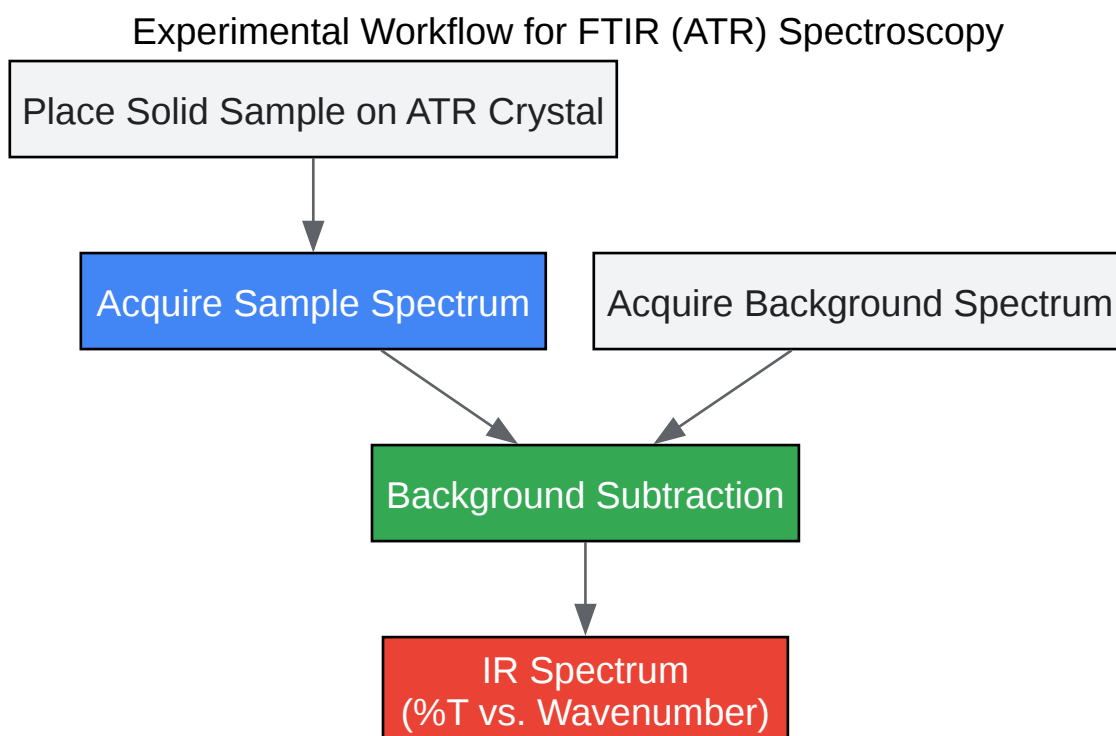 Experimental Workflow for FTIR (ATR) Spectroscopy
Place Solid Sample on ATR Crystal
Acquire Sample Spectrum
Acquire Background Spectrum
Background Subtraction
IR Spectrum
(%T vs. Wavenumber)